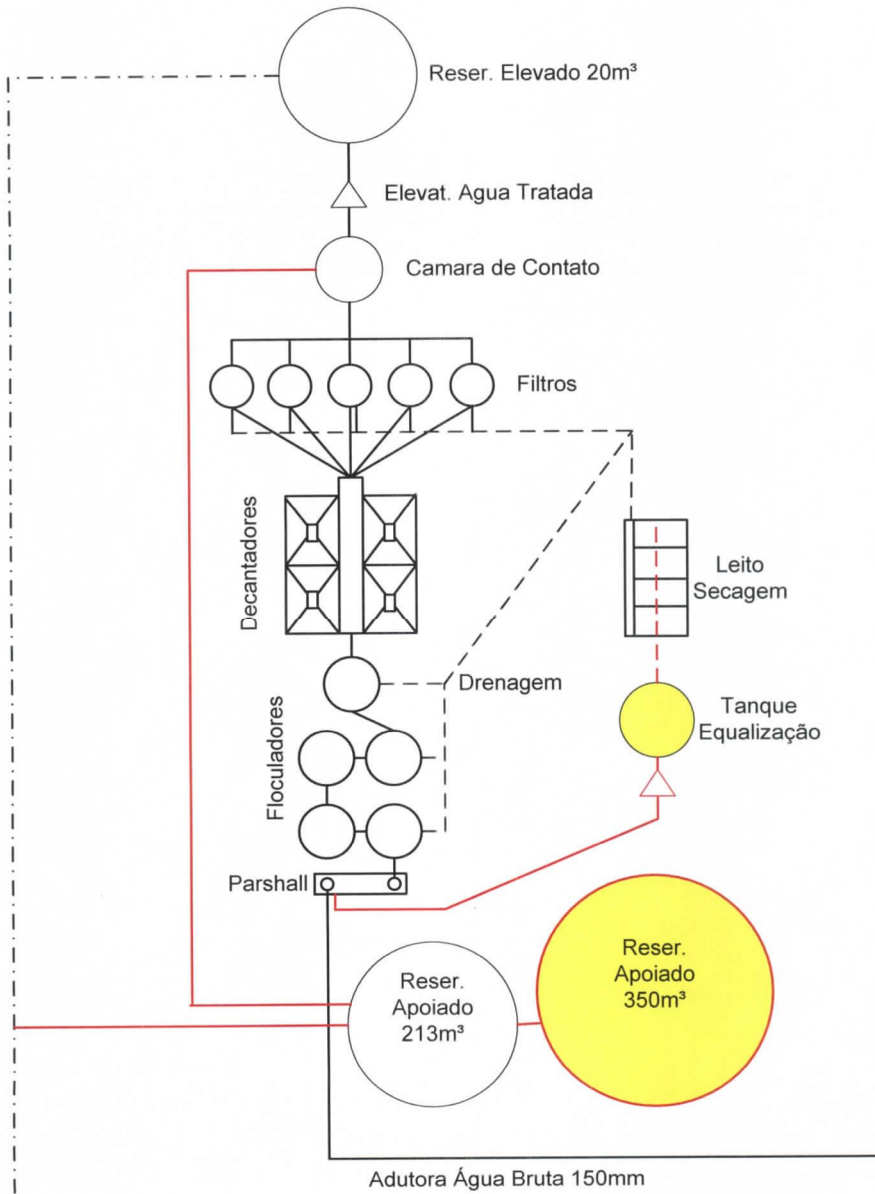 Reser. Elevado 20m³
Elevat. Agua Tratada
Camara de Contato
Filtros
Decantadores
Leito
Secagem
Drenagem
Tanque
Equalização
Floculadores
Parshall
Reser.
Apoiado
350m³
Reser.
Apoiado
213m³
Adutora Água Bruta 150mm